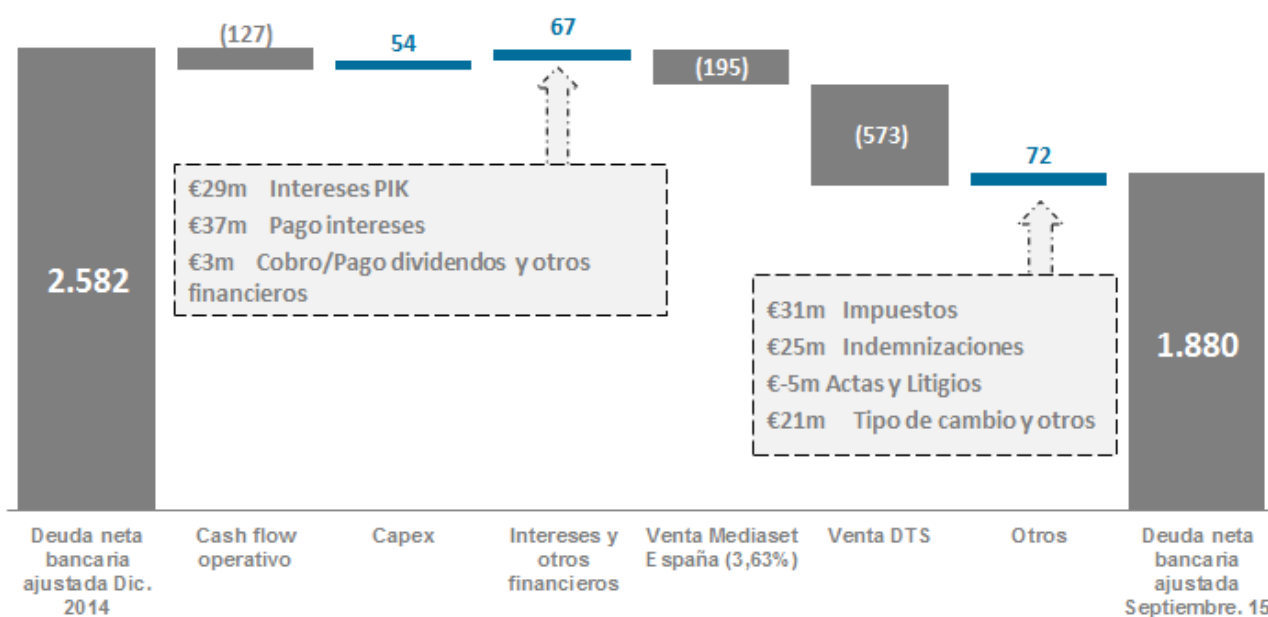 (127)
54
67
(195)
(573)
72
2.582
€29m Intereses PIK
€37m Pago intereses
€3m Cobro/Pago dividendos y otros
financieros
€31m Impuestos
€25m Indemnizaciones
€-5m Actas y Litigios
€21m Tipo de cambio y otros
1.880
Deuda neta
bancaria
ajustada Dic.
2014
Cash flow
operativo
Capex
Intereses y
otros
financieros
Venta Mediaset
España (3,63%)
Venta DTS
Otros
Deuda neta
bancaria
ajustada
Septiembre. 15